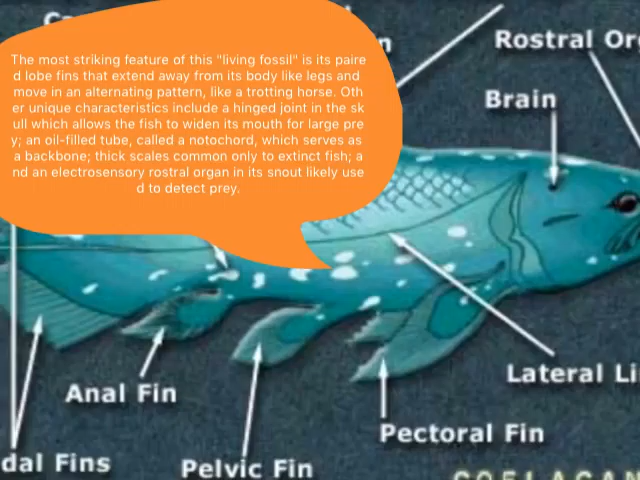 Rostral Or
Brain
The most striking feature of this "living fossil" is its paire
d lobe fins that extend away from its body like legs and
move in an alternating pattern, like a trotting horse. Oth
er unique characteristics include a hinged joint in the sk
ull which allows the fish to widen its mouth for large pre
y; an oil-filled tube, called a notochord, which serves as
a backbone; thick scales common only to extinct fish; a
nd an electrosensory rostral organ in its snout likely use
d to detect prey.
Lateral Li
Anal Fin
Pectoral Fin
dal Fins
Pelvic Fin
COELACAN